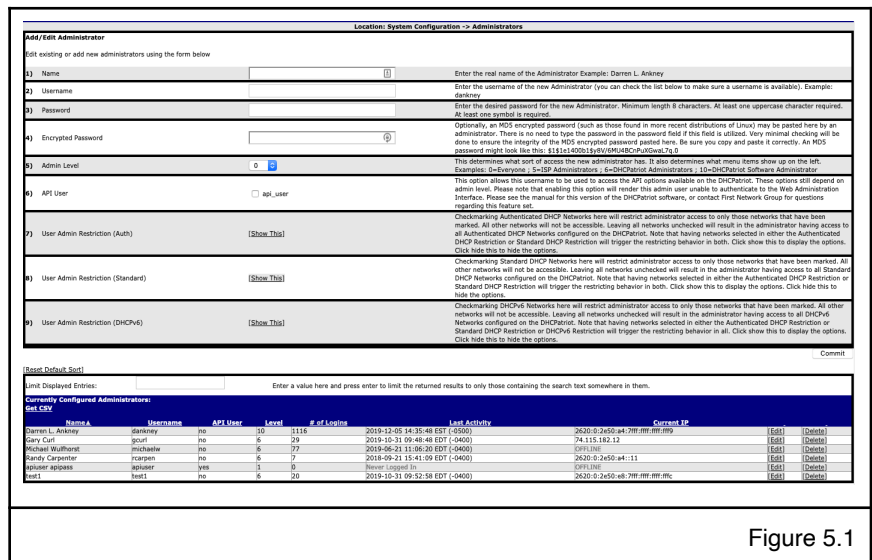 Location: System Configuration -> Administrators
Add/Edit Administrator
Edit existing or add new administrators using the form below
1) Name Enter the real name of the Administrator Example: Darren L. Ankney
2) Username Enter the username of the new Administrator (you can check the list below to make sure a username is available). Example:
dankney
3) Password Enter the desired password for the new Administrator. Minimum length 8 characters. At least one uppercase character required.
At least one symbol is required.
4) Encrypted Password Optionally, an MD5 encrypted password (such as those found in more recent distributions of Linux) may be pasted here by an
administrator. There is no need to type the password in the password field if this field is utilized. Very minimal checking will be
done to ensure the integrity of the MD5 encrypted password pasted here. Be sure you copy and paste it correctly. An MD5
password might look like this: $1$1e1400b1$y8V/6MU4BCnPuXGwaL7q.0
5) Admin Level 0 This determines what sort of access the new administrator has. It also determines what menu items show up on the left.
Examples: 0=Everyone ; 5=ISP Administrators ; 6=DHCPatriot Administrators ; 10=DHCPatriot Software Administrator
6) API User api_user This option allows this username to be used to access the API options available on the DHCPatriot. These options still depend on
admin level. Please note that enabling this option will render this admin user unable to authenticate to the Web Administration
Interface. Please see the manual for this version of the DHCPatriot software, or contact First Network Group for questions
regarding this feature set.
7) User Admin Restriction (Auth) [Show This] Checkmarking Authenticated DHCP Networks here will restrict administrator access to only those networks that have been
marked. All other networks will not be accessible. Leaving all networks unchecked will result in the administrator having access to
all Authenticated DHCP Networks configured on the DHCPatriot. Note that having networks selected in either the Authenticated
DHCP Restriction or Standard DHCP Restriction will trigger the restricting behavior in both. Click show this to display the options.
Click hide this to hide the options.
8) User Admin Restriction (Standard) [Show This] Checkmarking Standard DHCP Networks here will restrict administrator access to only those networks that have been marked. All
other networks will not be accessible. Leaving all networks unchecked will result in the administrator having access to all Standard
DHCP Networks configured on the DHCPatriot. Note that having networks selected in either the Authenticated DHCP Restriction or
Standard DHCP Restriction will trigger the restricting behavior in both. Click show this to display the options. Click hide this to
hide the options.
9) User Admin Restriction (DHCPv6) [Show This] Checkmarking DHCPv6 Networks here will restrict administrator access to only those networks that have been marked. All other
networks will not be accessible. Leaving all networks unchecked will result in the administrator having access to all DHCPv6
Networks configured on the DHCPatriot. Note that having networks selected in either the Authenticated DHCP Restriction or
Standard DHCP Restriction or DHCPv6 Restriction will trigger the restricting behavior in all. Click show this to display the options.
Click hide this to hide the options.
Commit
[Reset Default Sort]
Limit Displayed Entries: Enter a value here and press enter to limit the returned results to only those containing the search text somewhere in them.
Currently Configured Administrators:
Get CSV
Name▲ Username API User Level # of Logins Last Activity Current IP
Darren L. Ankney dankney no 10 1116 2019-12-05 14:35:48 EST (-0500) 2620:0:2e50:a4:7fff:ffff:ffff:fff9 [Edit] [Delete]
Gary Curl gcurl no 6 29 2019-10-31 09:48:48 EDT (-0400) 74.115.182.12 [Edit] [Delete]
Michael Wulfhorst michaelw no 6 77 2019-06-21 11:06:20 EDT (-0400) OFFLINE [Edit] [Delete]
Randy Carpenter rcarpen no 6 7 2018-09-21 15:41:09 EDT (-0400) 2620:0:2e50:a4::11 [Edit] [Delete]
apiuser apipass apiuser yes 1 0 Never Logged In OFFLINE [Edit] [Delete]
test1 test1 no 6 20 2019-10-31 09:52:58 EDT (-0400) 2620:0:2e50:e8:7fff:ffff:ffff:fffc [Edit] [Delete]
Figure 5.1